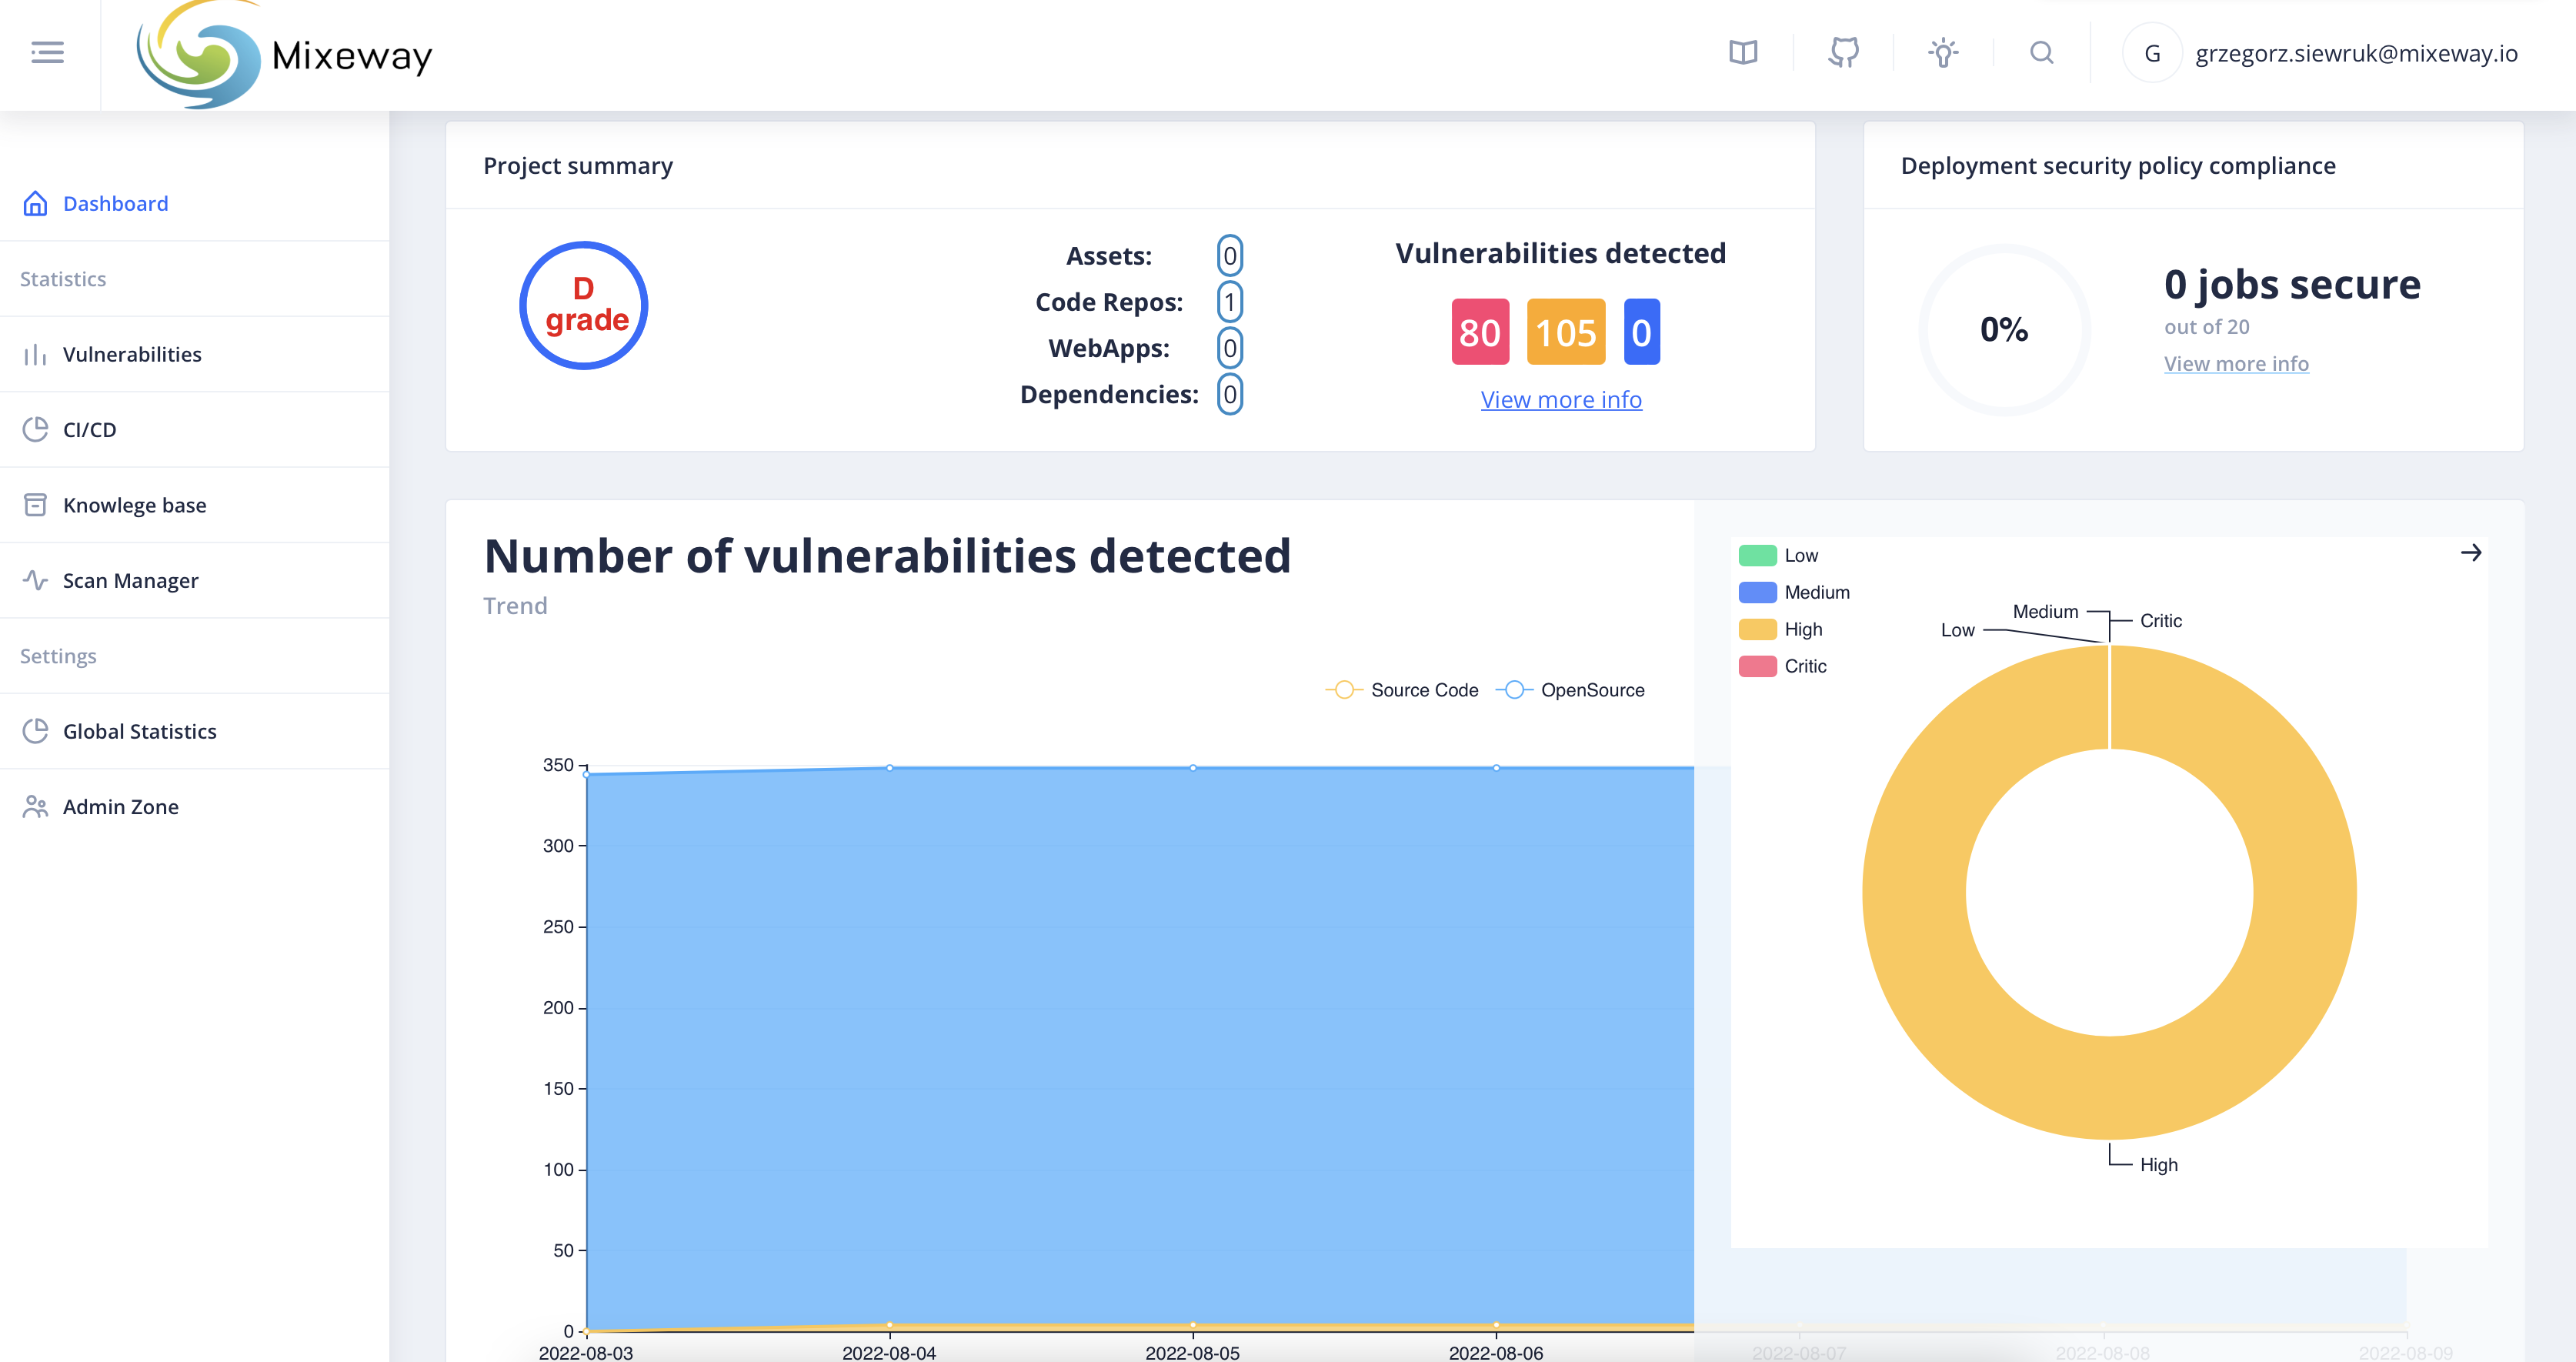 Mixeway
G
grzegorz.siewruk@mixeway.io
Dashboard
Statistics
Vulnerabilities
CI/CD
Knowlege base
Scan Manager
Settings
Global Statistics
Admin Zone
Project summary
D
grade
Assets: 0
Code Repos: 1
WebApps: 0
Dependencies: 0
Vulnerabilities detected
80 105 0
View more info
Deployment security policy compliance
0%
0 jobs secure
out of 20
View more info
Number of vulnerabilities detected
Trend
Source Code OpenSource
350
300
250
200
150
100
50
0
2022-08-03 2022-08-04 2022-08-05 2022-08-06 2022-08-07 2022-08-08 2022-08-09
Low
Medium
High
Critic
Medium
Critic
Low
High